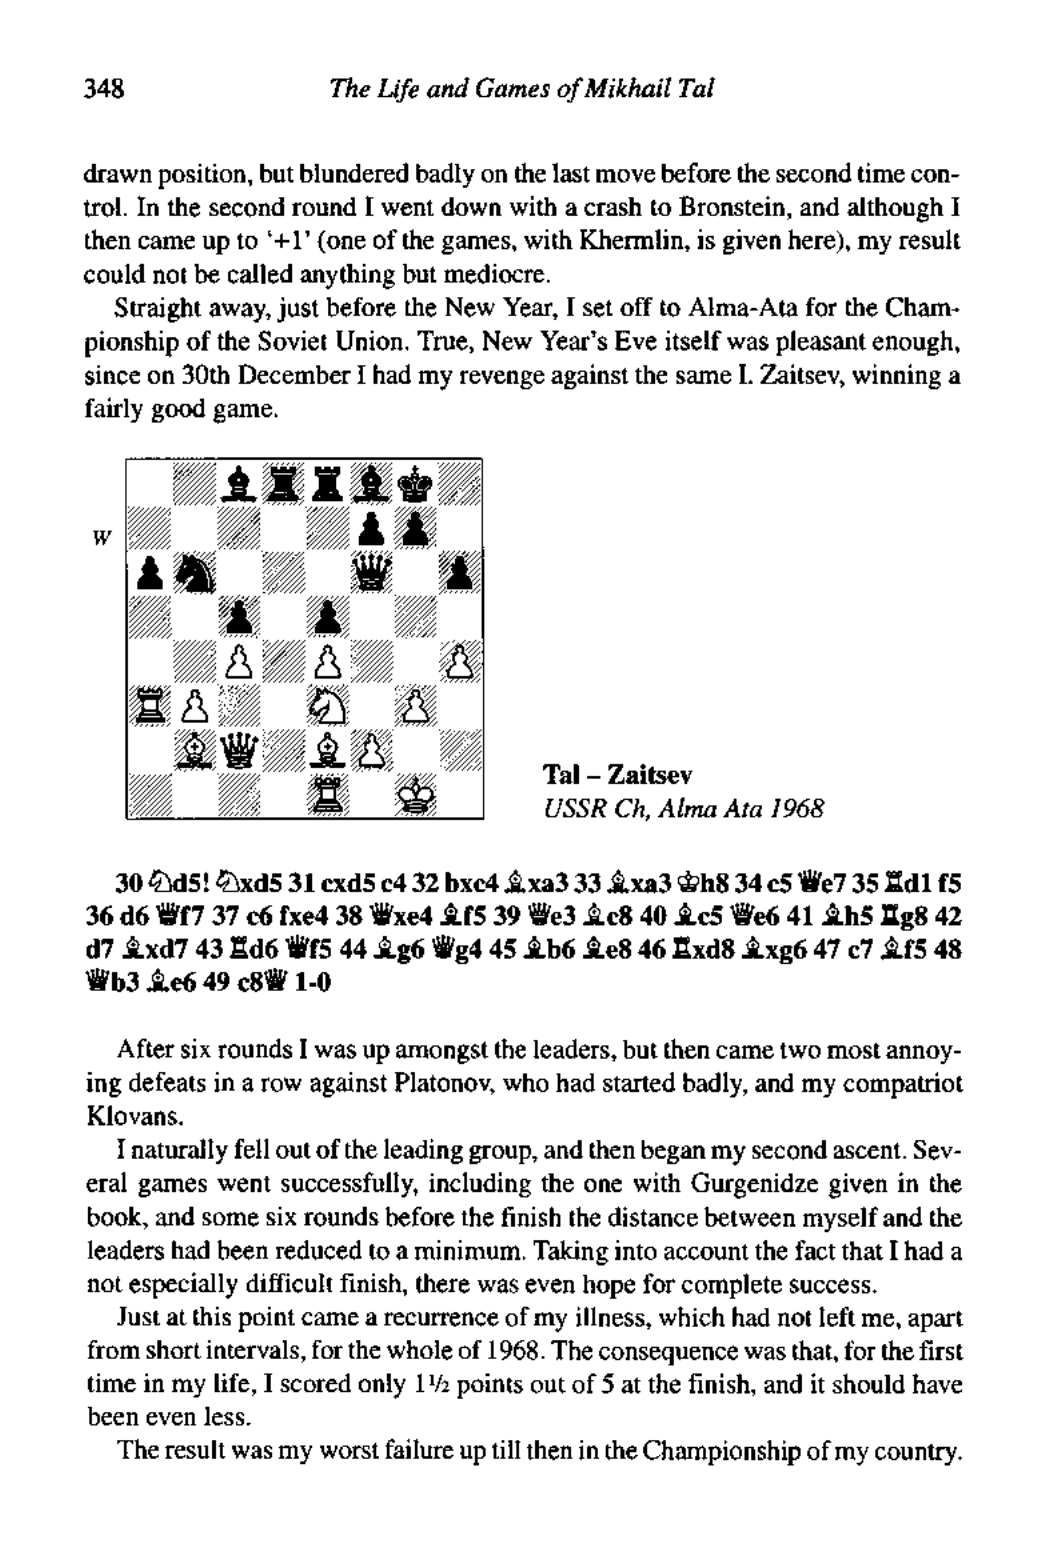 348 The Life and Games of Mikhail Tal
drawn position, but blundered badly on the last move before the second time con-
trol. In the second round I went down with a crash to Bronstein, and although I
then came up to ‘+1’ (one of the games, with Khermlin, is given here), my result
could not be called anything but mediocre.
Straight away, just before the New Year, I set off to Alma-Ata for the Cham-
pionship of the Soviet Union. True, New Year’s Eve itself was pleasant enough,
since on 30th December I had my revenge against the same I. Zaitsev, winning a
fairly good game.
W
Tal – Zaitsev
USSR Ch, Alma Ata 1968
30 ♘d5! ♘xd5 31 cxd5 c4 32 bxc4 ♗xa3 33 ♗xa3 ♔h8 34 c5 ♕e7 35 ♖d1 f5
36 d6 ♕f7 37 c6 fxe4 38 ♕xe4 ♗f5 39 ♕e3 ♗c8 40 ♗c5 ♕e6 41 ♗h5 ♖g8 42
d7 ♗xd7 43 ♖d6 ♕f5 44 ♗g6 ♕g4 45 ♗b6 ♗e8 46 ♖xd8 ♗xg6 47 c7 ♗f5 48
♕b3 ♗e6 49 c8♕ 1-0
After six rounds I was up amongst the leaders, but then came two most annoy-
ing defeats in a row against Platonov, who had started badly, and my compatriot
Klovans.
I naturally fell out of the leading group, and then began my second ascent. Sev-
eral games went successfully, including the one with Gurgenidze given in the
book, and some six rounds before the finish the distance between myself and the
leaders had been reduced to a minimum. Taking into account the fact that I had a
not especially difficult finish, there was even hope for complete success.
Just at this point came a recurrence of my illness, which had not left me, apart
from short intervals, for the whole of 1968. The consequence was that, for the first
time in my life, I scored only 1½ points out of 5 at the finish, and it should have
been even less.
The result was my worst failure up till then in the Championship of my country.